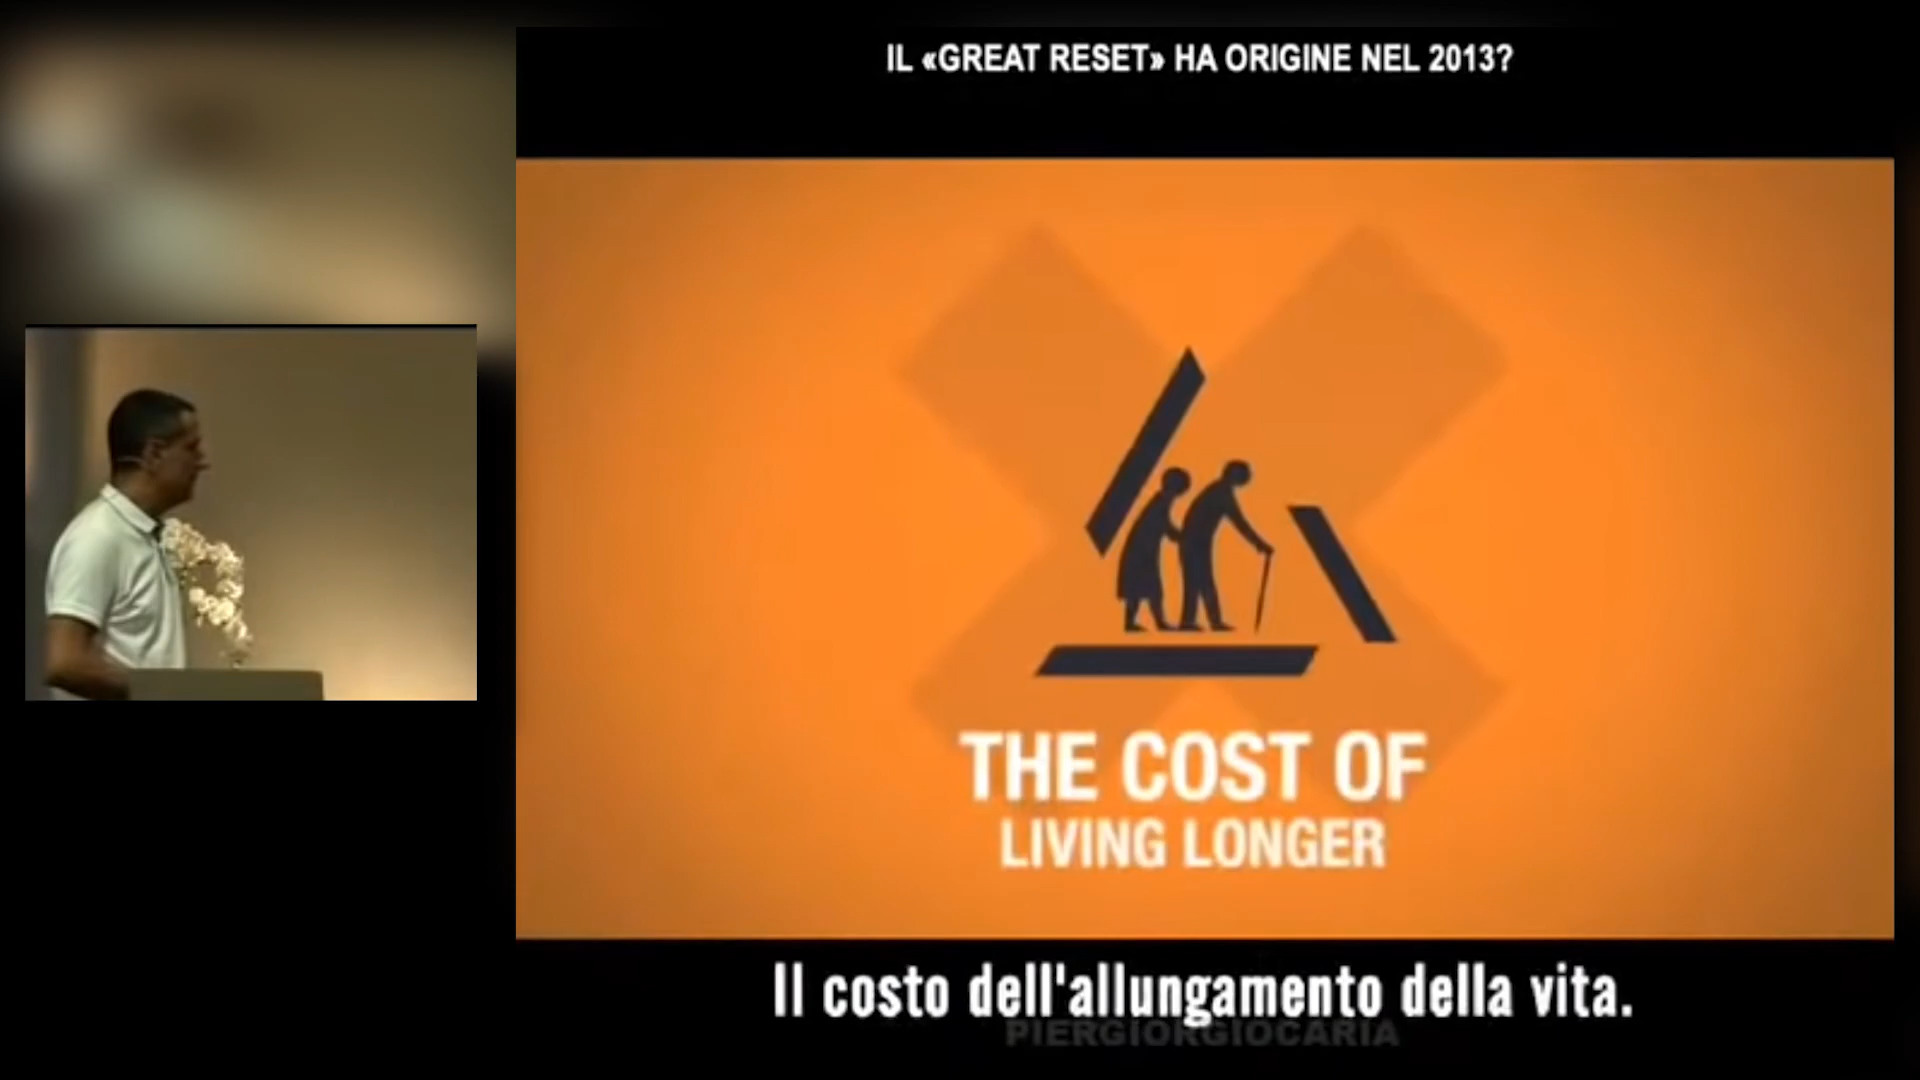 IL «GREAT RESET» HA ORIGINE NEL 2013?
THE COST OF
LIVING LONGER
Il costo dell'allungamento della vita.
PIERGIORGIOCARIA